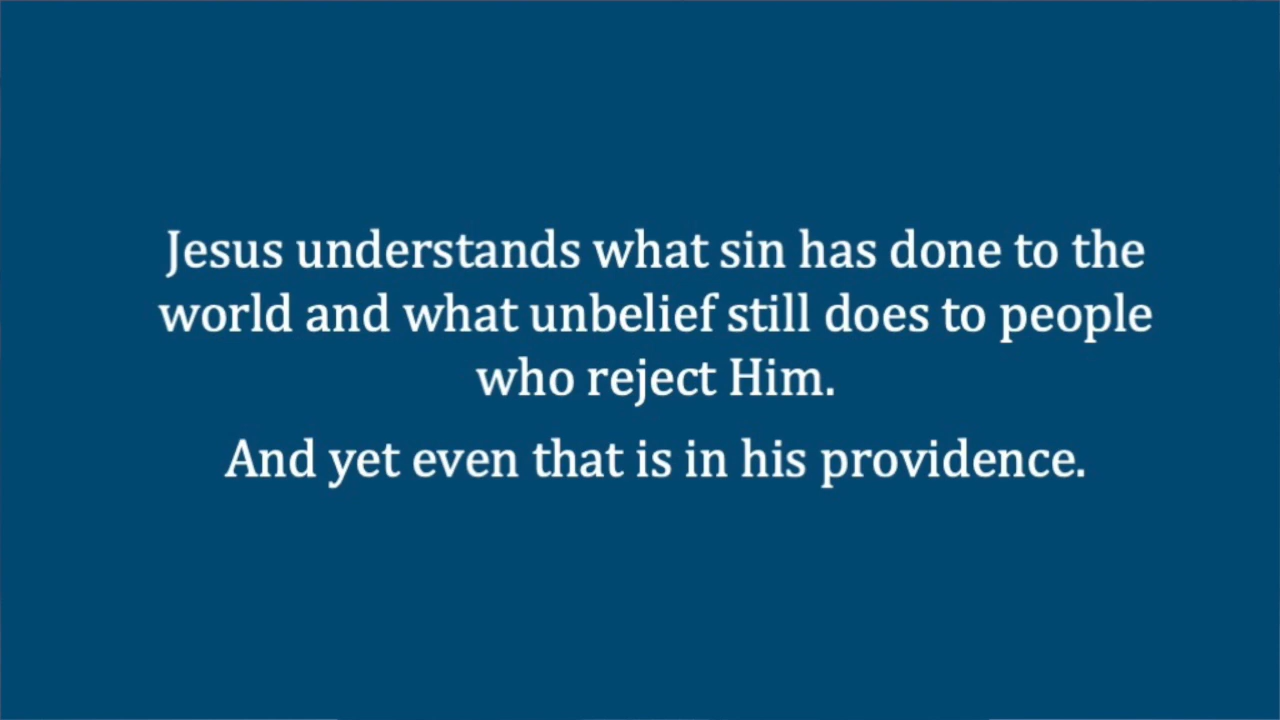 Jesus understands what sin has done to the
world and what unbelief still does to people
who reject Him.
And yet even that is in his providence.